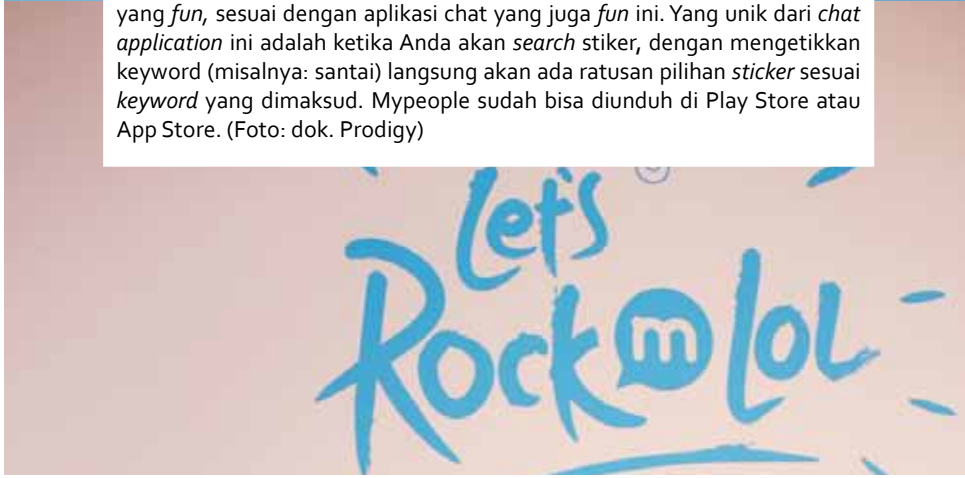 yang fun, sesuai dengan aplikasi chat yang juga fun ini. Yang unik dari chat
application ini adalah ketika Anda akan search stiker, dengan mengetikkan
keyword (misalnya: santai) langsung akan ada ratusan pilihan sticker sesuai
keyword yang dimaksud. Mypeople sudah bisa diunduh di Play Store atau
App Store. (Foto: dok. Prodigy)
Let's
Rock m lol